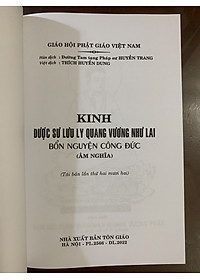 GIÁO HỘI PHẬT GIÁO VIỆT NAM
Hán dịch : Đường Tam tạng Pháp sư HUYỀN TRANG
việt dịch : THÍCH HUYỀN DUNG
KINH
DƯỢC SƯ LƯU LY QUANG VƯƠNG NHƯ LAI
BỔN NGUYỆN CÔNG ĐỨC
(ÂM NGHĨA)
(Tái bản lần thứ hai mươi hai)
NHÀ XUẤT BẢN TÔN GIÁO
HÀ NỘI - PL.2566 - DL.2022